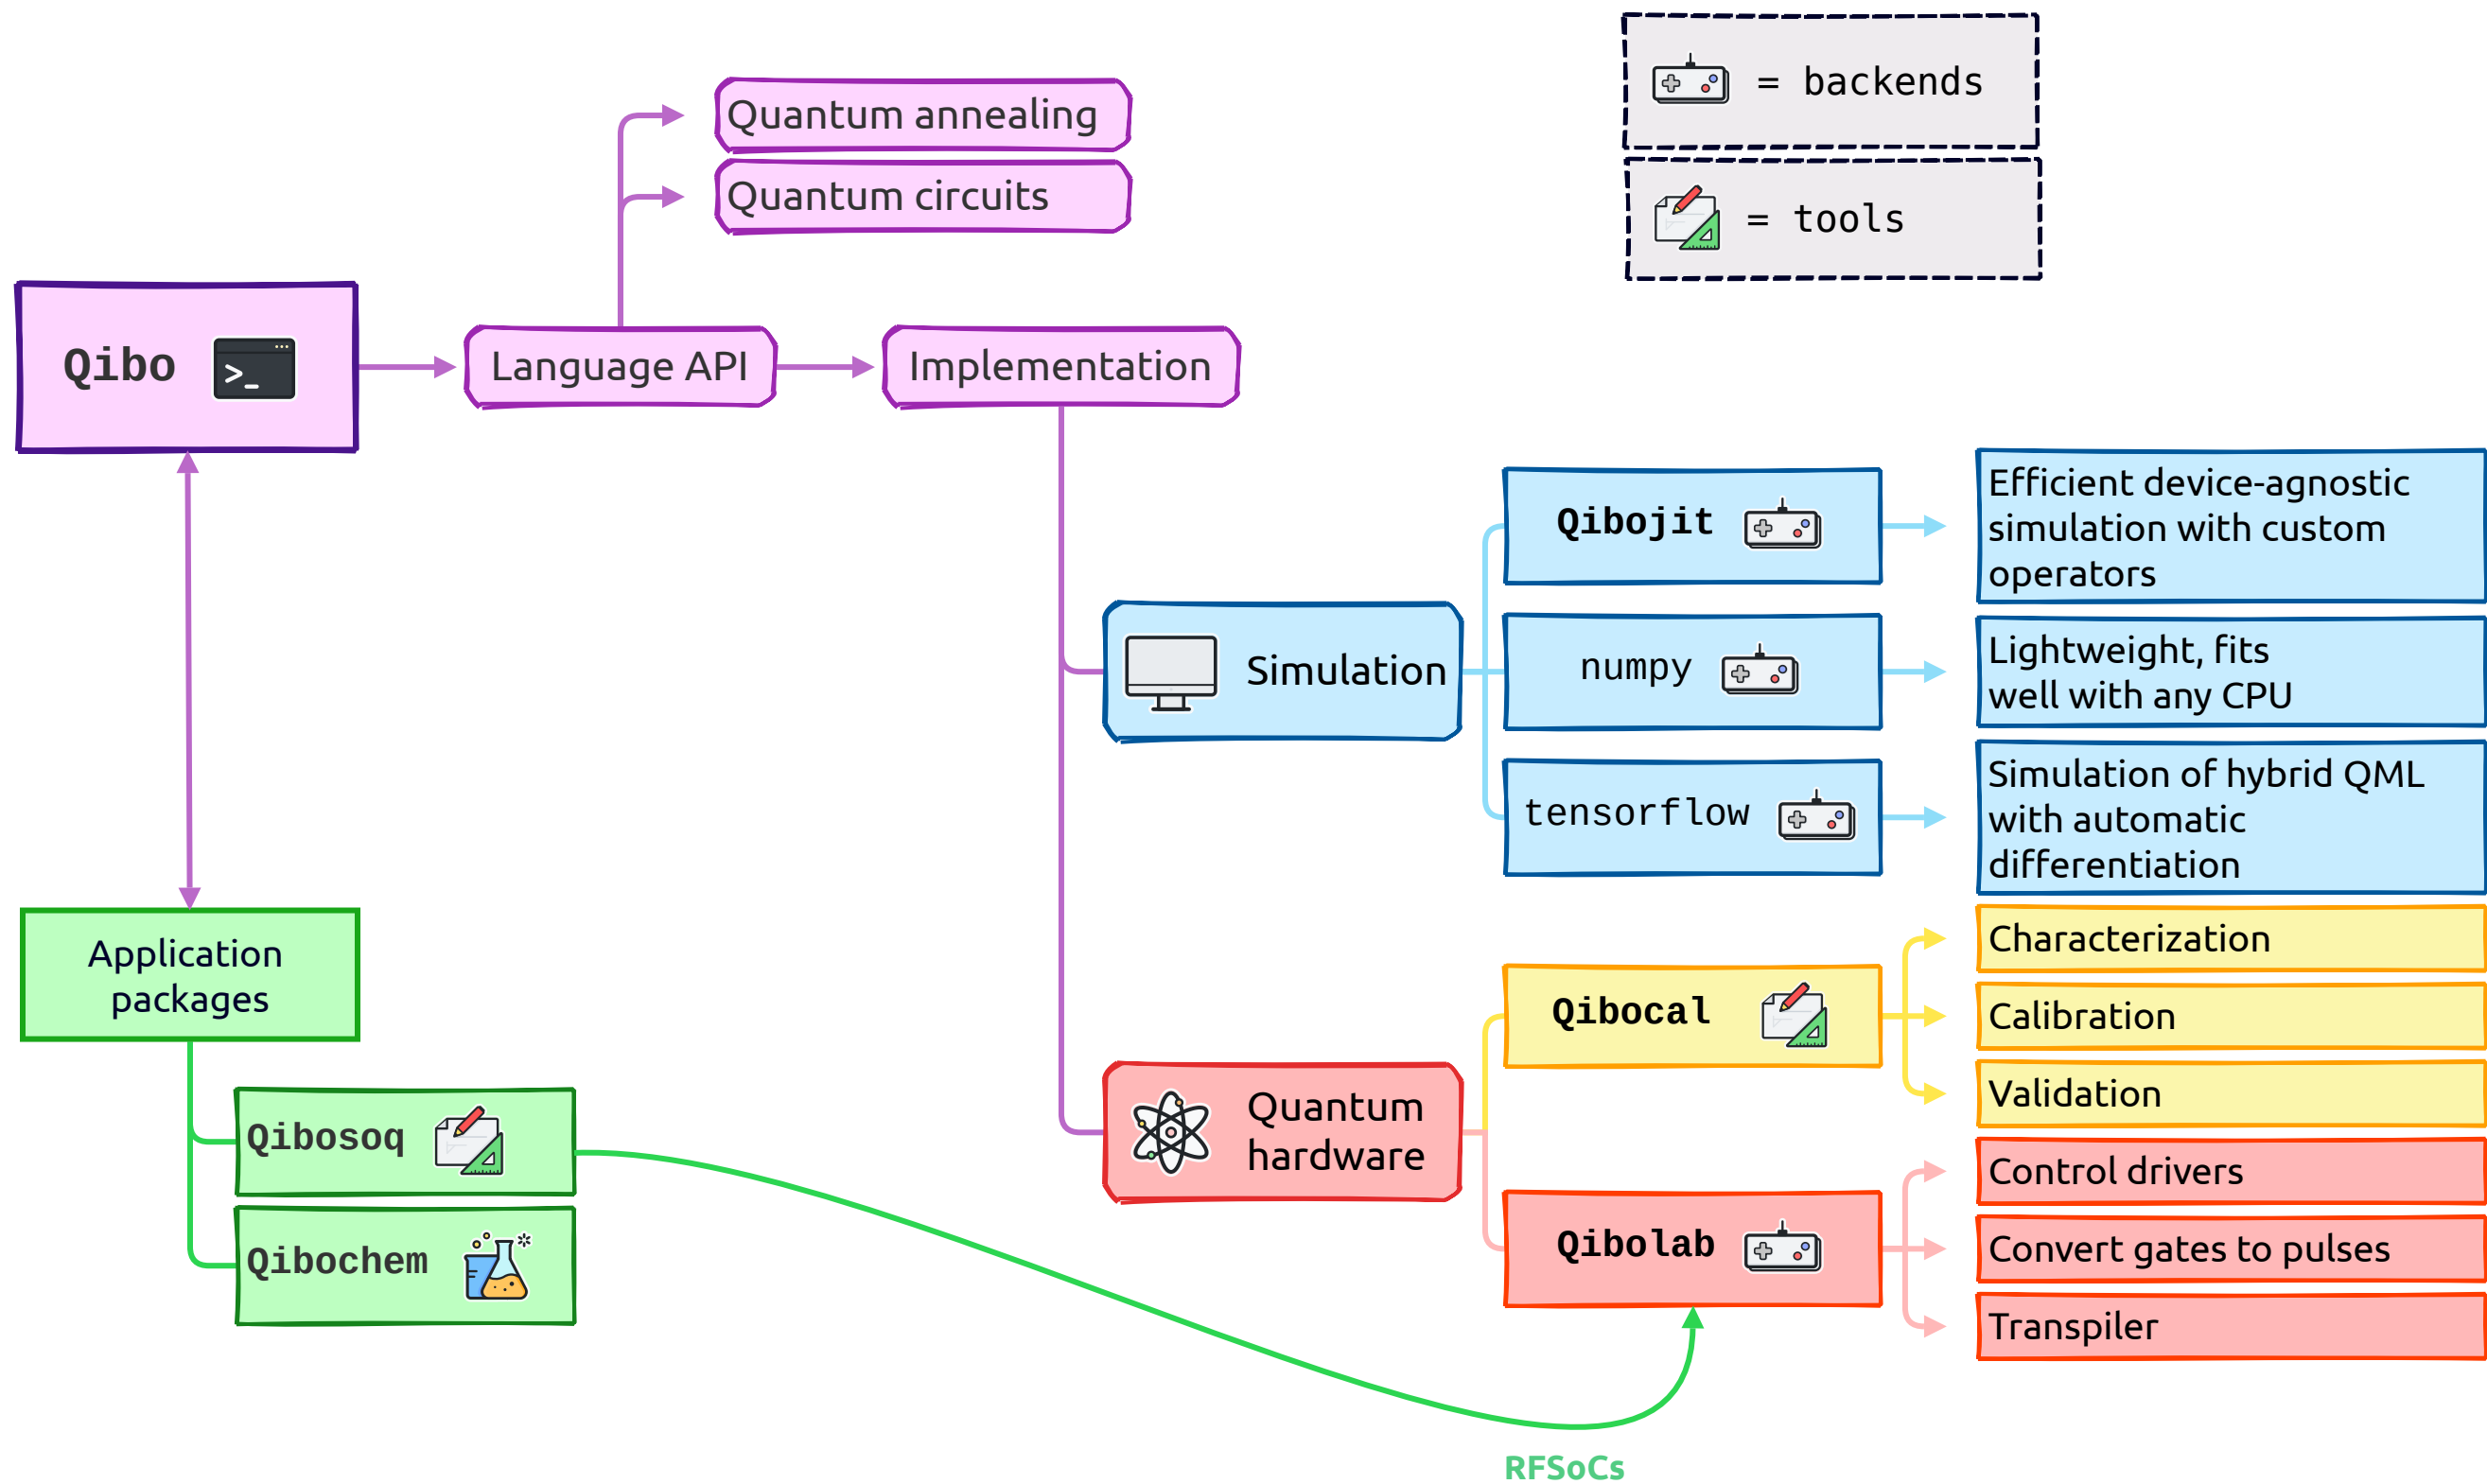 = backends
= tools
Quantum annealing
Quantum circuits
Qibo >_
Language API
Implementation
Simulation
Qibojit
Efficient device-agnostic
simulation with custom
operators
numpy
Lightweight, fits
well with any CPU
tensorflow
Simulation of hybrid QML
with automatic
differentiation
Application
packages
Qibosoq
Qibochem
Quantum
hardware
Qibocal
Characterization
Calibration
Validation
Qibolab
Control drivers
Convert gates to pulses
Transpiler
RFSoCs